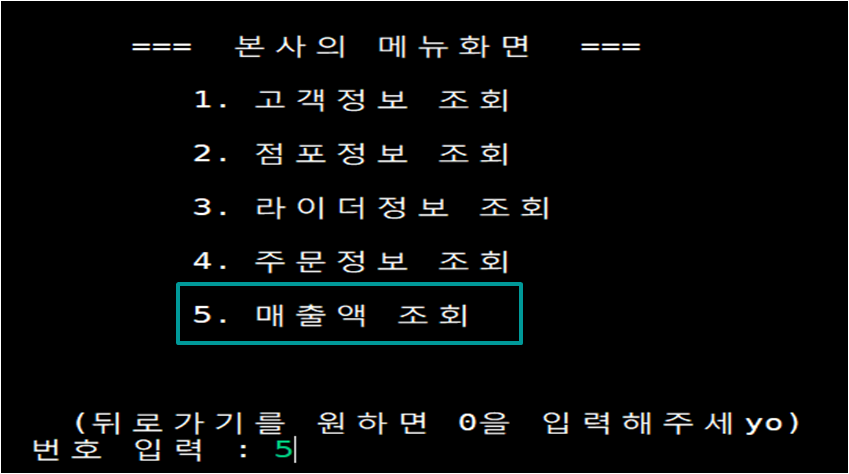 === 본사의 메뉴화면 ===
1. 고객정보 조회
2. 점포정보 조회
3. 라이더정보 조회
4. 주문정보 조회
5. 매출액 조회
(뒤로가기를 원하면 0을 입력해주세yo)
번호 입력 : 5